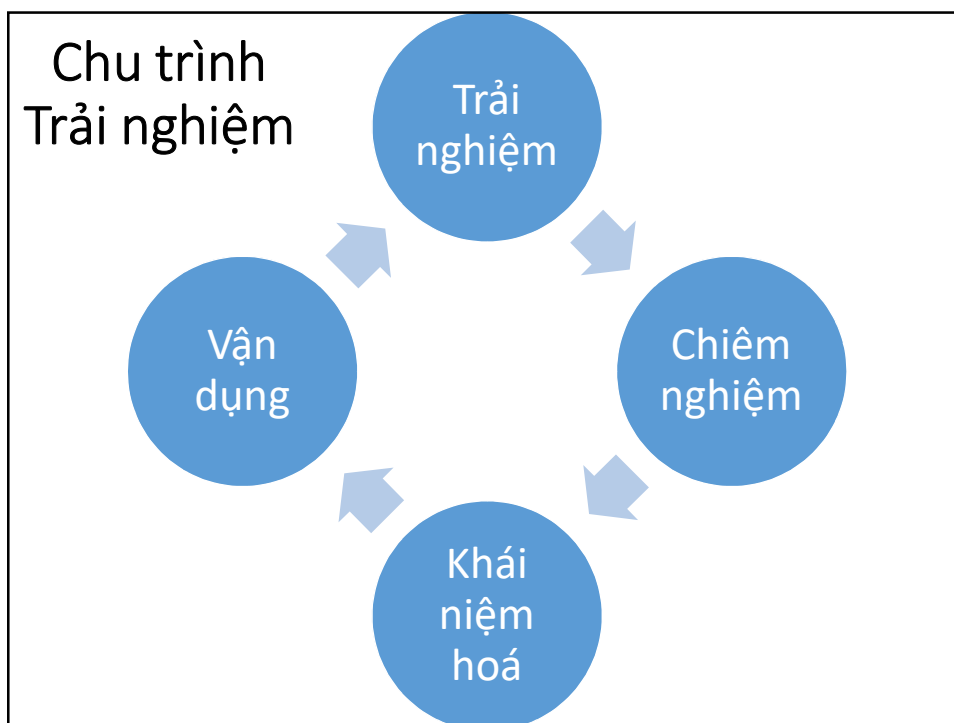 Chu trình
Trải nghiệm
Trải
nghiệm
Chiêm
nghiệm
Khái
niệm
hoá
Vận
dụng